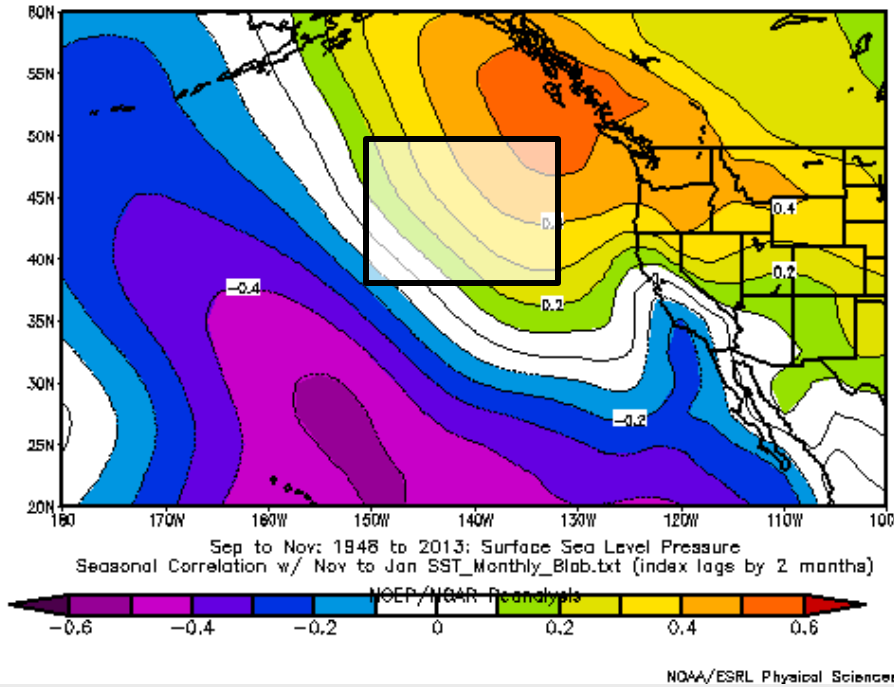 60N
55N
50N
45N
40N
35N
30N
25N
20N
0.4
0.2
-0.4
0.2
-0.2
180 170W 160W 150W 140W 130W 120W 110W 100
Sep to Nov: 1948 to 2013: Surface Sea Level Pressure
Seasonal Correlation w/ Nov to Jan SST_Monthly_Blob.txt (index lags by 2 months)
NCEP/NCAR Reanalysis
-0.6 -0.4 -0.2 0 0.2 0.4 0.6
NOAA/ESRL Physical Science